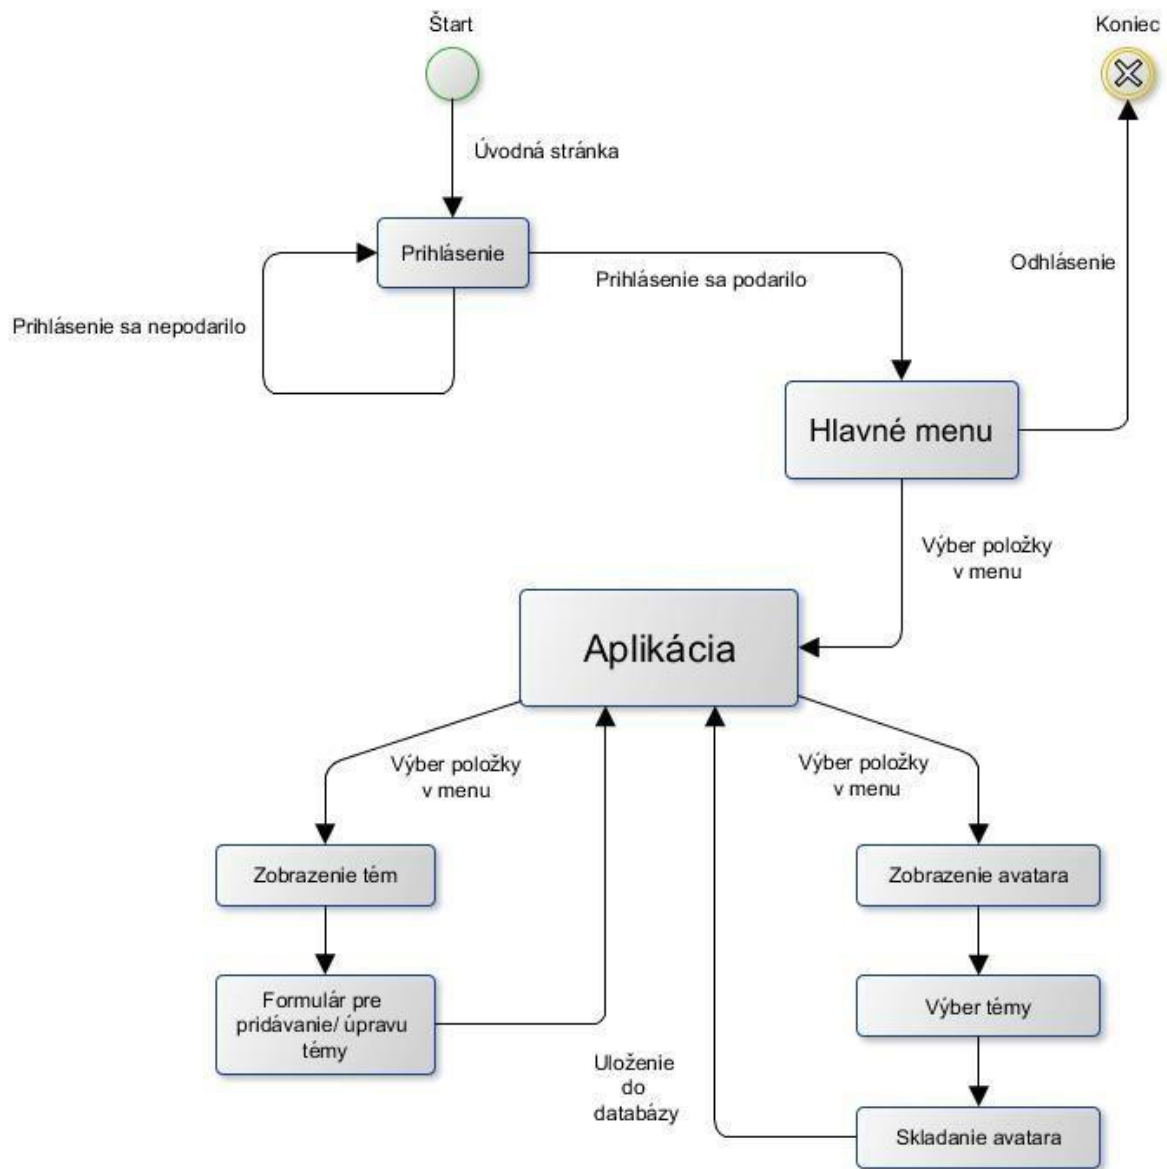 Štart
Koniec
Úvodná stránka
Prihlásenie
Prihlásenie sa podarilo
Odhlásenie
Prihlásenie sa nepodarilo
Hlavné menu
Výber položky
v menu
Aplikácia
Výber položky
v menu
Výber položky
v menu
Zobrazenie tém
Zobrazenie avatara
Formulár pre
pridávanie/ úpravu
témy
Výber témy
Uloženie
do
databázy
Skladanie avatara